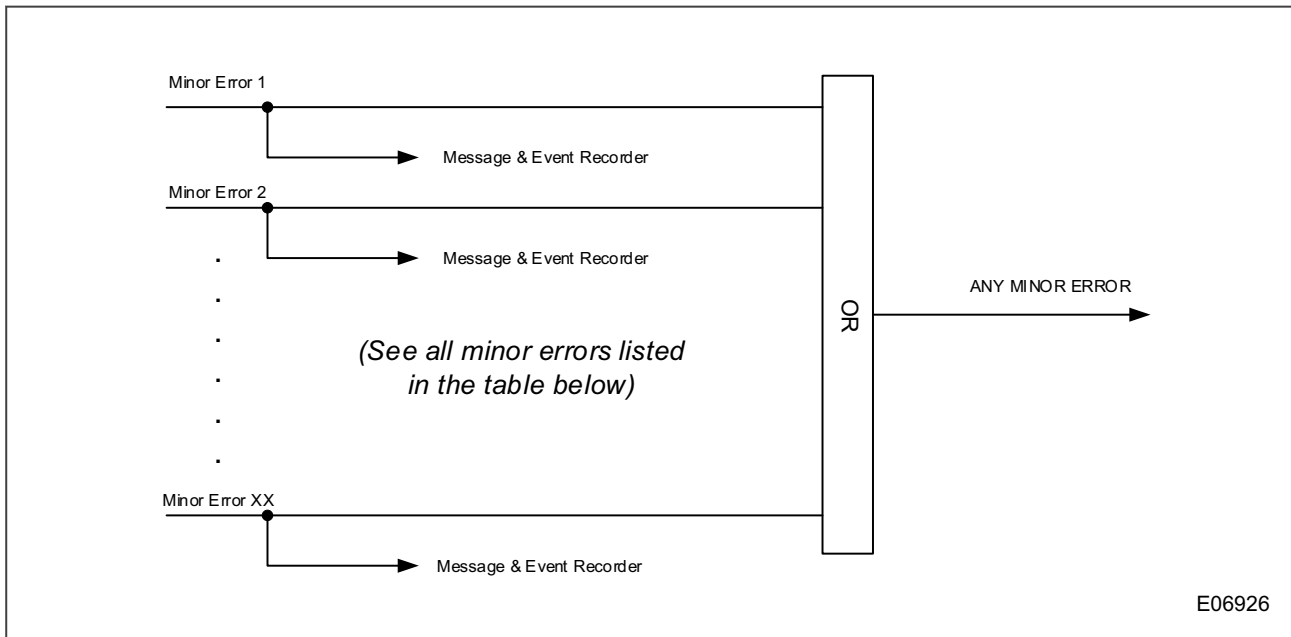 Minor Error 1
Message & Event Recorder
Minor Error 2
Message & Event Recorder
.
.
.
.
.
.
(See all minor errors listed
in the table below)
OR
ANY MINOR ERROR
Minor Error XX
Message & Event Recorder
E06926